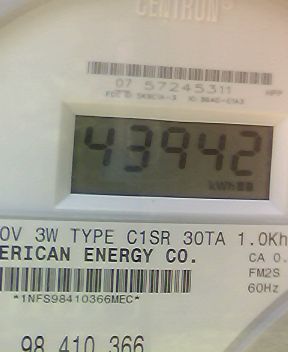 CENTRON®
07 57245311
43942
kWh
0V 3W TYPE C1SR 30TA 1.0Kh
ERICAN ENERGY CO.
CA 0.
FM2S
60Hz
*1NFS98410366MEC*
98 410 366